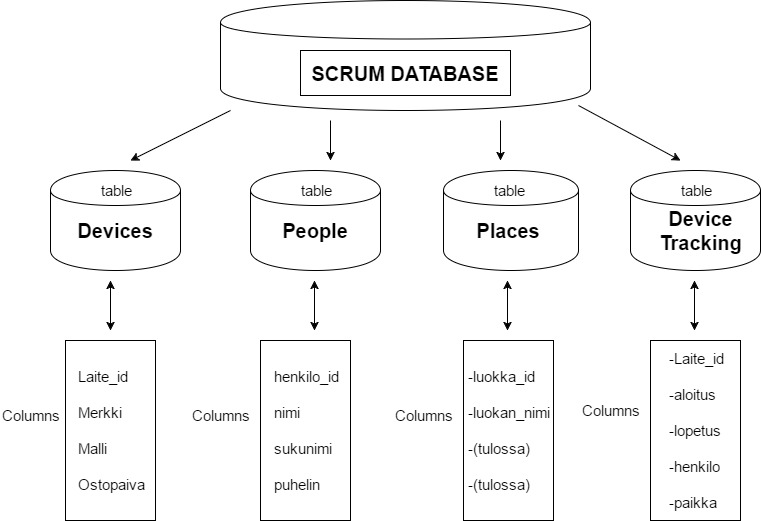 SCRUM DATABASE
table
Devices
table
People
table
Places
table
Device
Tracking
Columns
Laite_id
Merkki
Malli
Ostopaiva
Columns
henkilo_id
nimi
sukunimi
puhelin
Columns
-luokka_id
-luokan_nimi
-(tulossa)
-(tulossa)
Columns
-Laite_id
-aloitus
-lopetus
-henkilo
-paikka